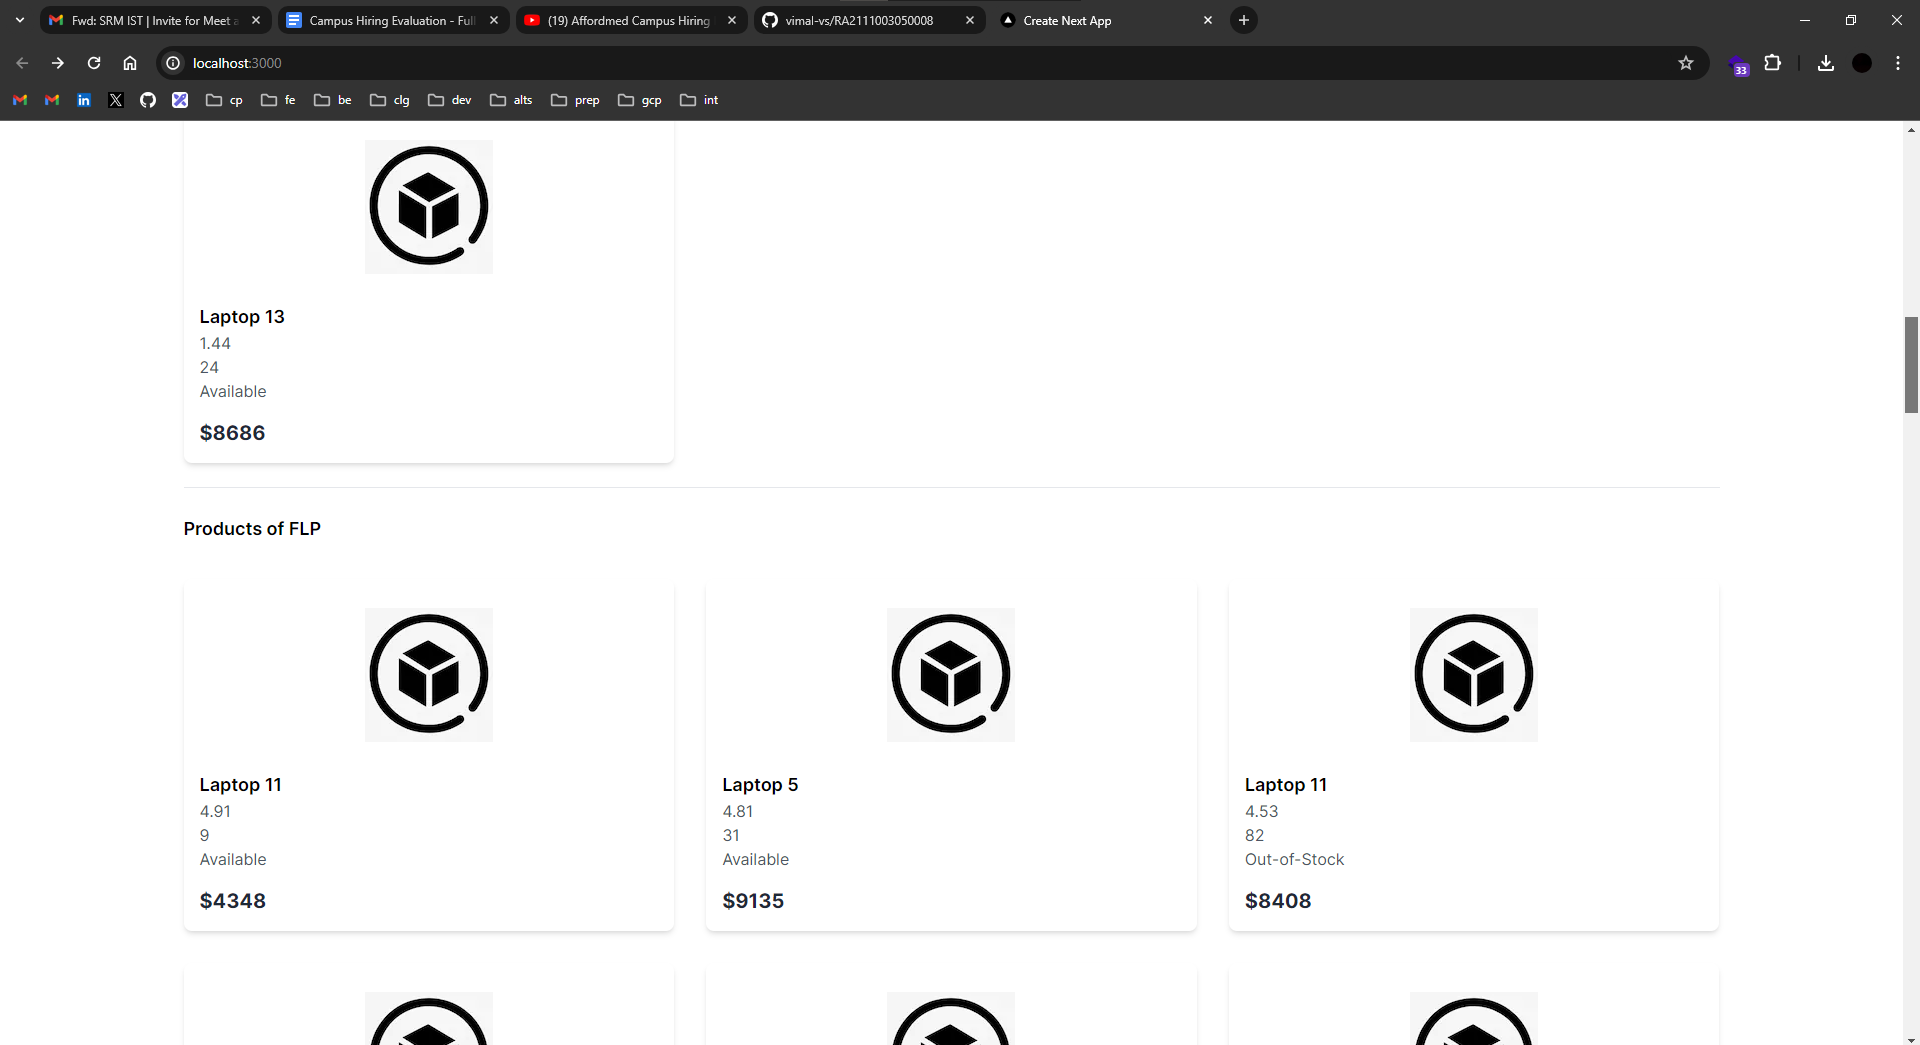 Fwd: SRM IST | Invite for Meet a
Campus Hiring Evaluation - Full
(19) Affordmed Campus Hiring
vimal-vs/RA2111003050008
Create Next App
localhost:3000
33
cp
fe
be
clg
dev
alts
prep
gcp
int
Laptop 13
1.44
24
Available
$8686
Products of FLP
Laptop 11
4.91
9
Available
$4348
Laptop 5
4.81
31
Available
$9135
Laptop 11
4.53
82
Out-of-Stock
$8408